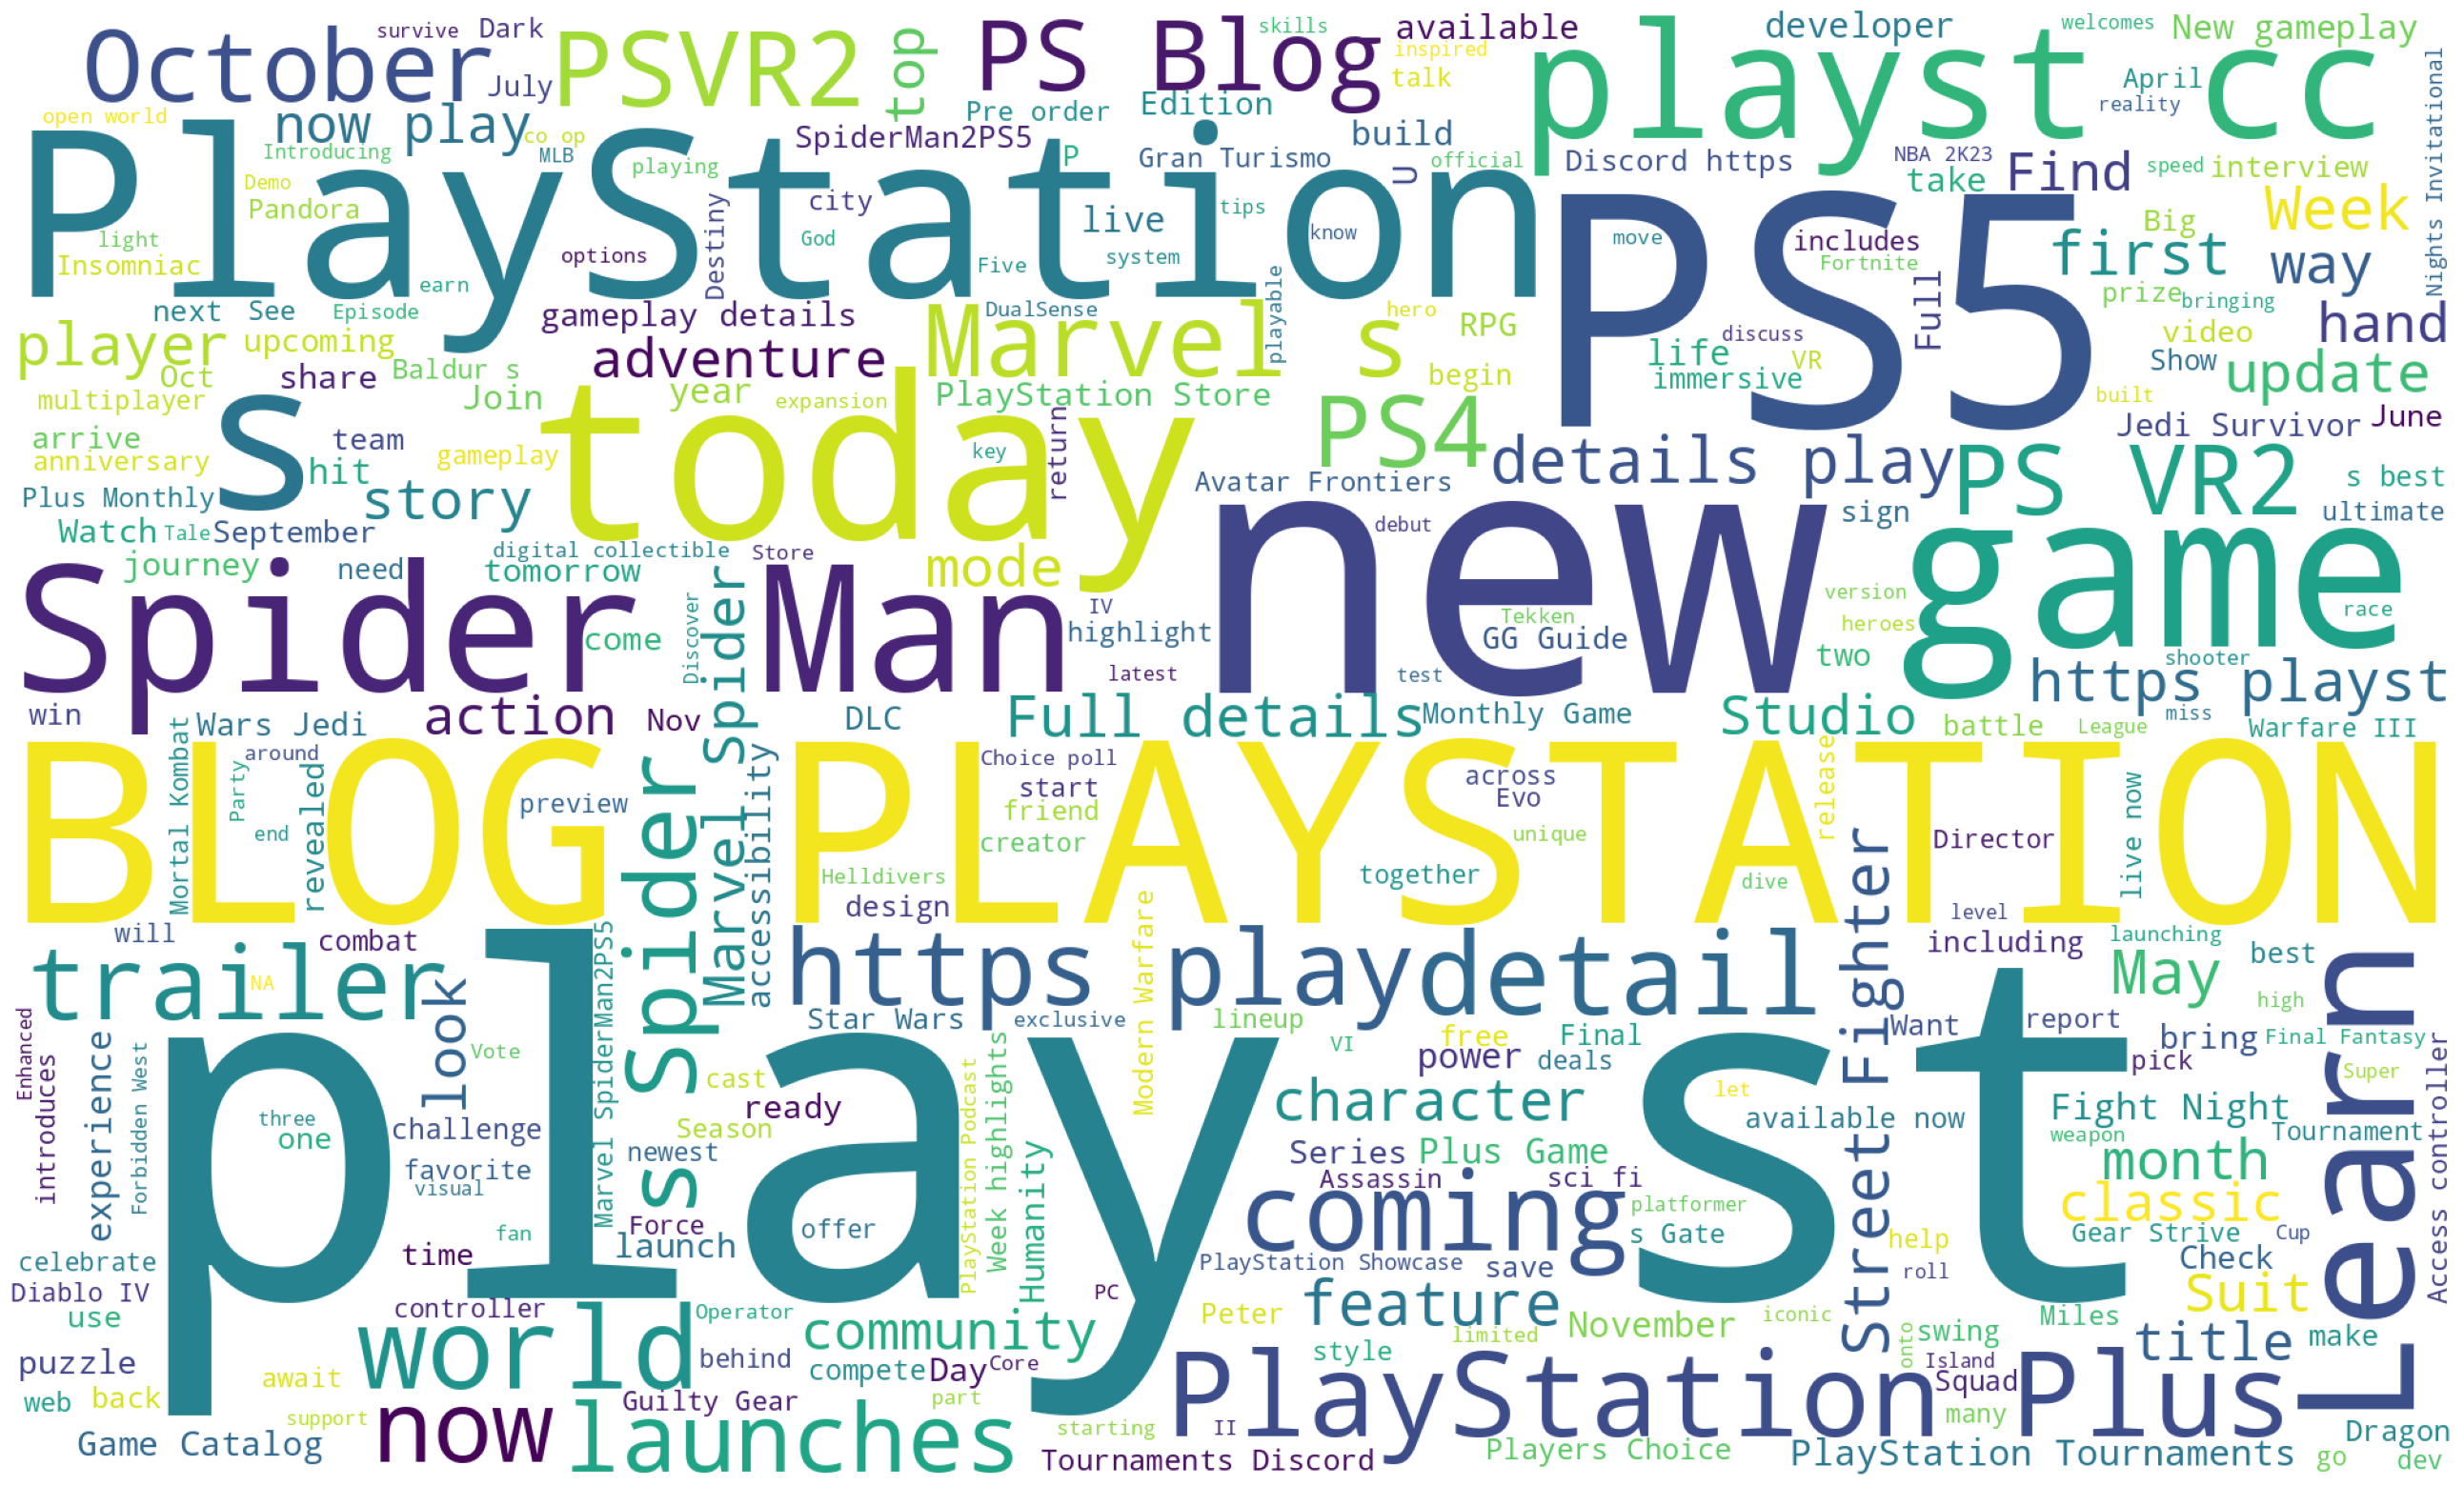 October
survive
Dark
July
PSVR2
top
PS Blog
skills
available
inspired
talk
playst cc
developer
welcomes
New gameplay
April
reality
Nights Invitational
open world
now play
co op
Introducing
MLB
Demo
Pandora
light
Insomniac
PlayStation
playing
SpiderMan2PS5
Pre order
Edition
P
Gran Turismo
build
U
official
Discord https
NBA 2K23
take
Find
speed
interview
Week
city
Destiny
God
options
live
tips
Five
system
know
earn
PS5
move
includes
Fortnite
Full
first
Big
way
prize
bringing
next
See
Episode
gameplay details
DualSense
playable
hero
RPG
discuss
life
VR
immersive
video
Show
hand
player
upcoming
Oct
share
Baldur s
adventure
Marvel s
begin
built
update
multiplayer
Join
year
expansion
PlayStation Store
PS4
Jedi Survivor
June
arrive
anniversary
s
team
hit
gameplay
today
key
return
details play
Avatar Frontiers
PS VR2
s best
Plus Monthly
story
sign
ultimate
Watch
Tale
September
digital collectible
Store
debut
new
game
journey
need
tomorrow
mode
version
race
Spider Man
come
Discover
IV
highlight
Tekken
GG Guide
heroes
two
shooter
latest
test
https playst
win
Wars Jedi
action
Nov
Marvel Spider
DLC
Full details
Monthly Game
Studio
battle
League
miss
Warfare III
BLOG PLAYSTATION
Mortal Kombat
around
Party
end
revealed
preview
s Spider
accessibility
Choice poll
start
friend
creator
across
Evo
unique
release
Director
live now
Helldivers
design
together
dive
Street Fighter
level
will
combat
including
launching
best
trailer
NA
look
https play
detail
Modern Warfare
May
high
Learn
Star Wars
exclusive
lineup
free
Final
VI
power
deals
Want
report
bring
Final Fantasy
pick
Super
Enhanced
introduces
experience
Forbidden West
Vote
play
Marvel SpiderMan2PS5
cast
ready
Season
PlayStation Podcast
Week highlights
Humanity
character
st
let
available now
Fight Night
weapon
Tournament
Access controller
three
one
challenge
favorite
visual
newest
Series
Plus Game
Assassin
sci fi
month
classic
fan
Force
launch
offer
coming
platformer
s Gate
help
Gear Strive
Cup
celebrate
time
PlayStation Showcase
save
roll
Check
Diablo IV
controller
Operator
PC
Peter
feature
Suit
use
world
community
limited
November
iconic
swing
Miles
title
make
puzzle
behind
compete
Day
Core
style
onto
Island
Squad
web
back
await
Guilty Gear
part
PlayStation Plus
many
support
now
launches
starting
II
Game Catalog
Tournaments Discord
Players Choice
PlayStation Tournaments
go
Dragon
dev